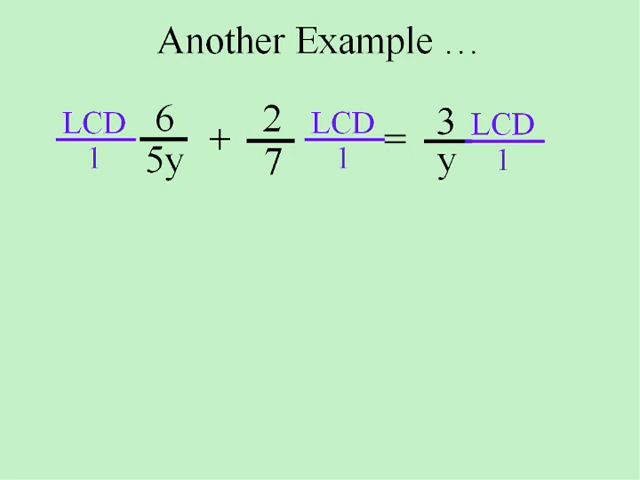 Another Example …
LCD/1 6/5y + 2/7 LCD/1 = 3/y LCD/1